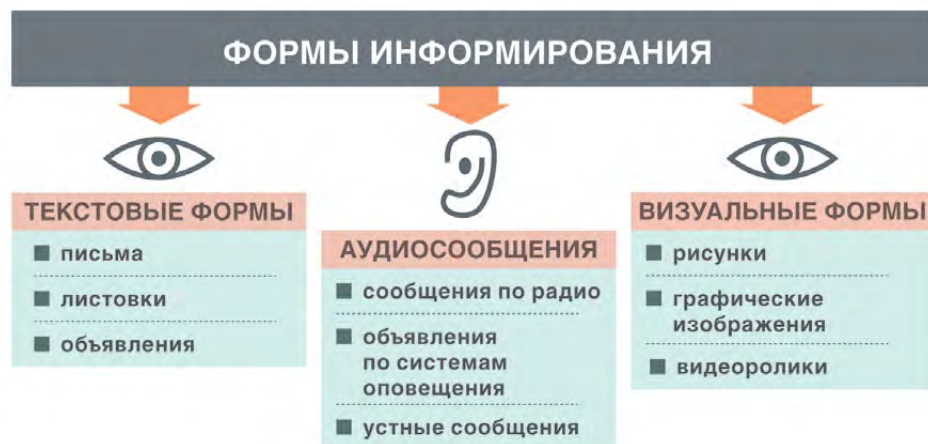 ФОРМЫ ИНФОРМИРОВАНИЯ
ТЕКСТОВЫЕ ФОРМЫ
письма
листовки
объявления
АУДИОСООБЩЕНИЯ
сообщения по радио
объявления
по системам
оповещения
устные сообщения
ВИЗУАЛЬНЫЕ ФОРМЫ
рисунки
графические
изображения
видеоролики